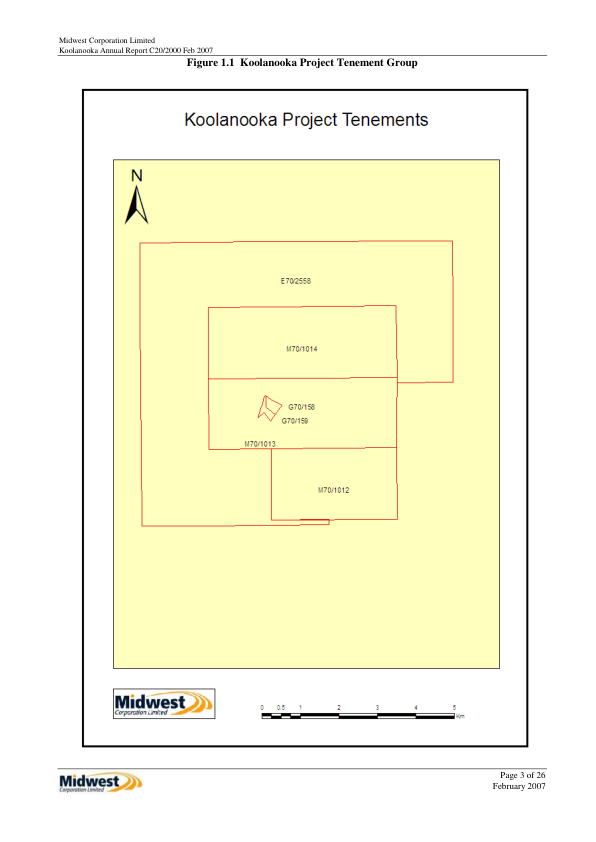 Midwest Corporation Limited
Koolanooka Annual Report C20/2000 Feb 2007
Figure 1.1 Koolanooka Project Tenement Group
Koolanooka Project Tenements
N
E70/2558
M70/1014
G70/158
G70/159
M70/1013
M70/1012
Midwest
Corporation Limited
0 0.5 1 2 3 4 5
Km
Midwest
Corporation Limited
Page 3 of 26
February 2007